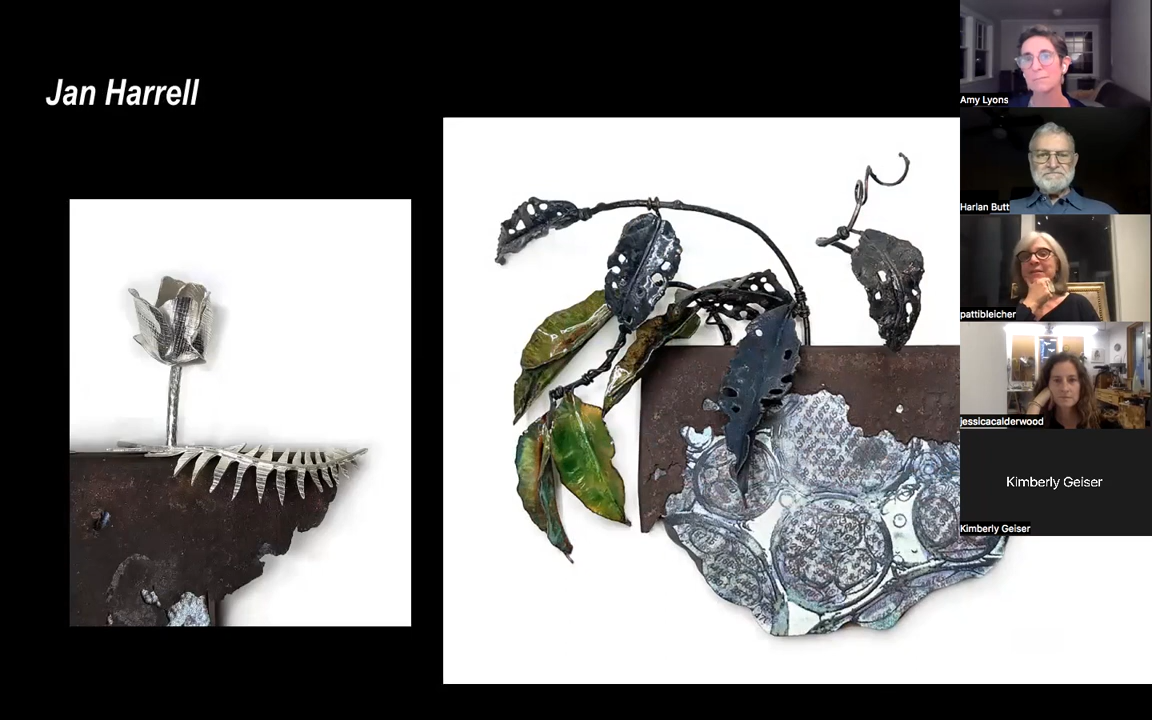 Jan Harrell
Amy Lyons
Harlan Butt
pattibleicher
jessicacalderwood
Kimberly Geiser
Kimberly Geiser